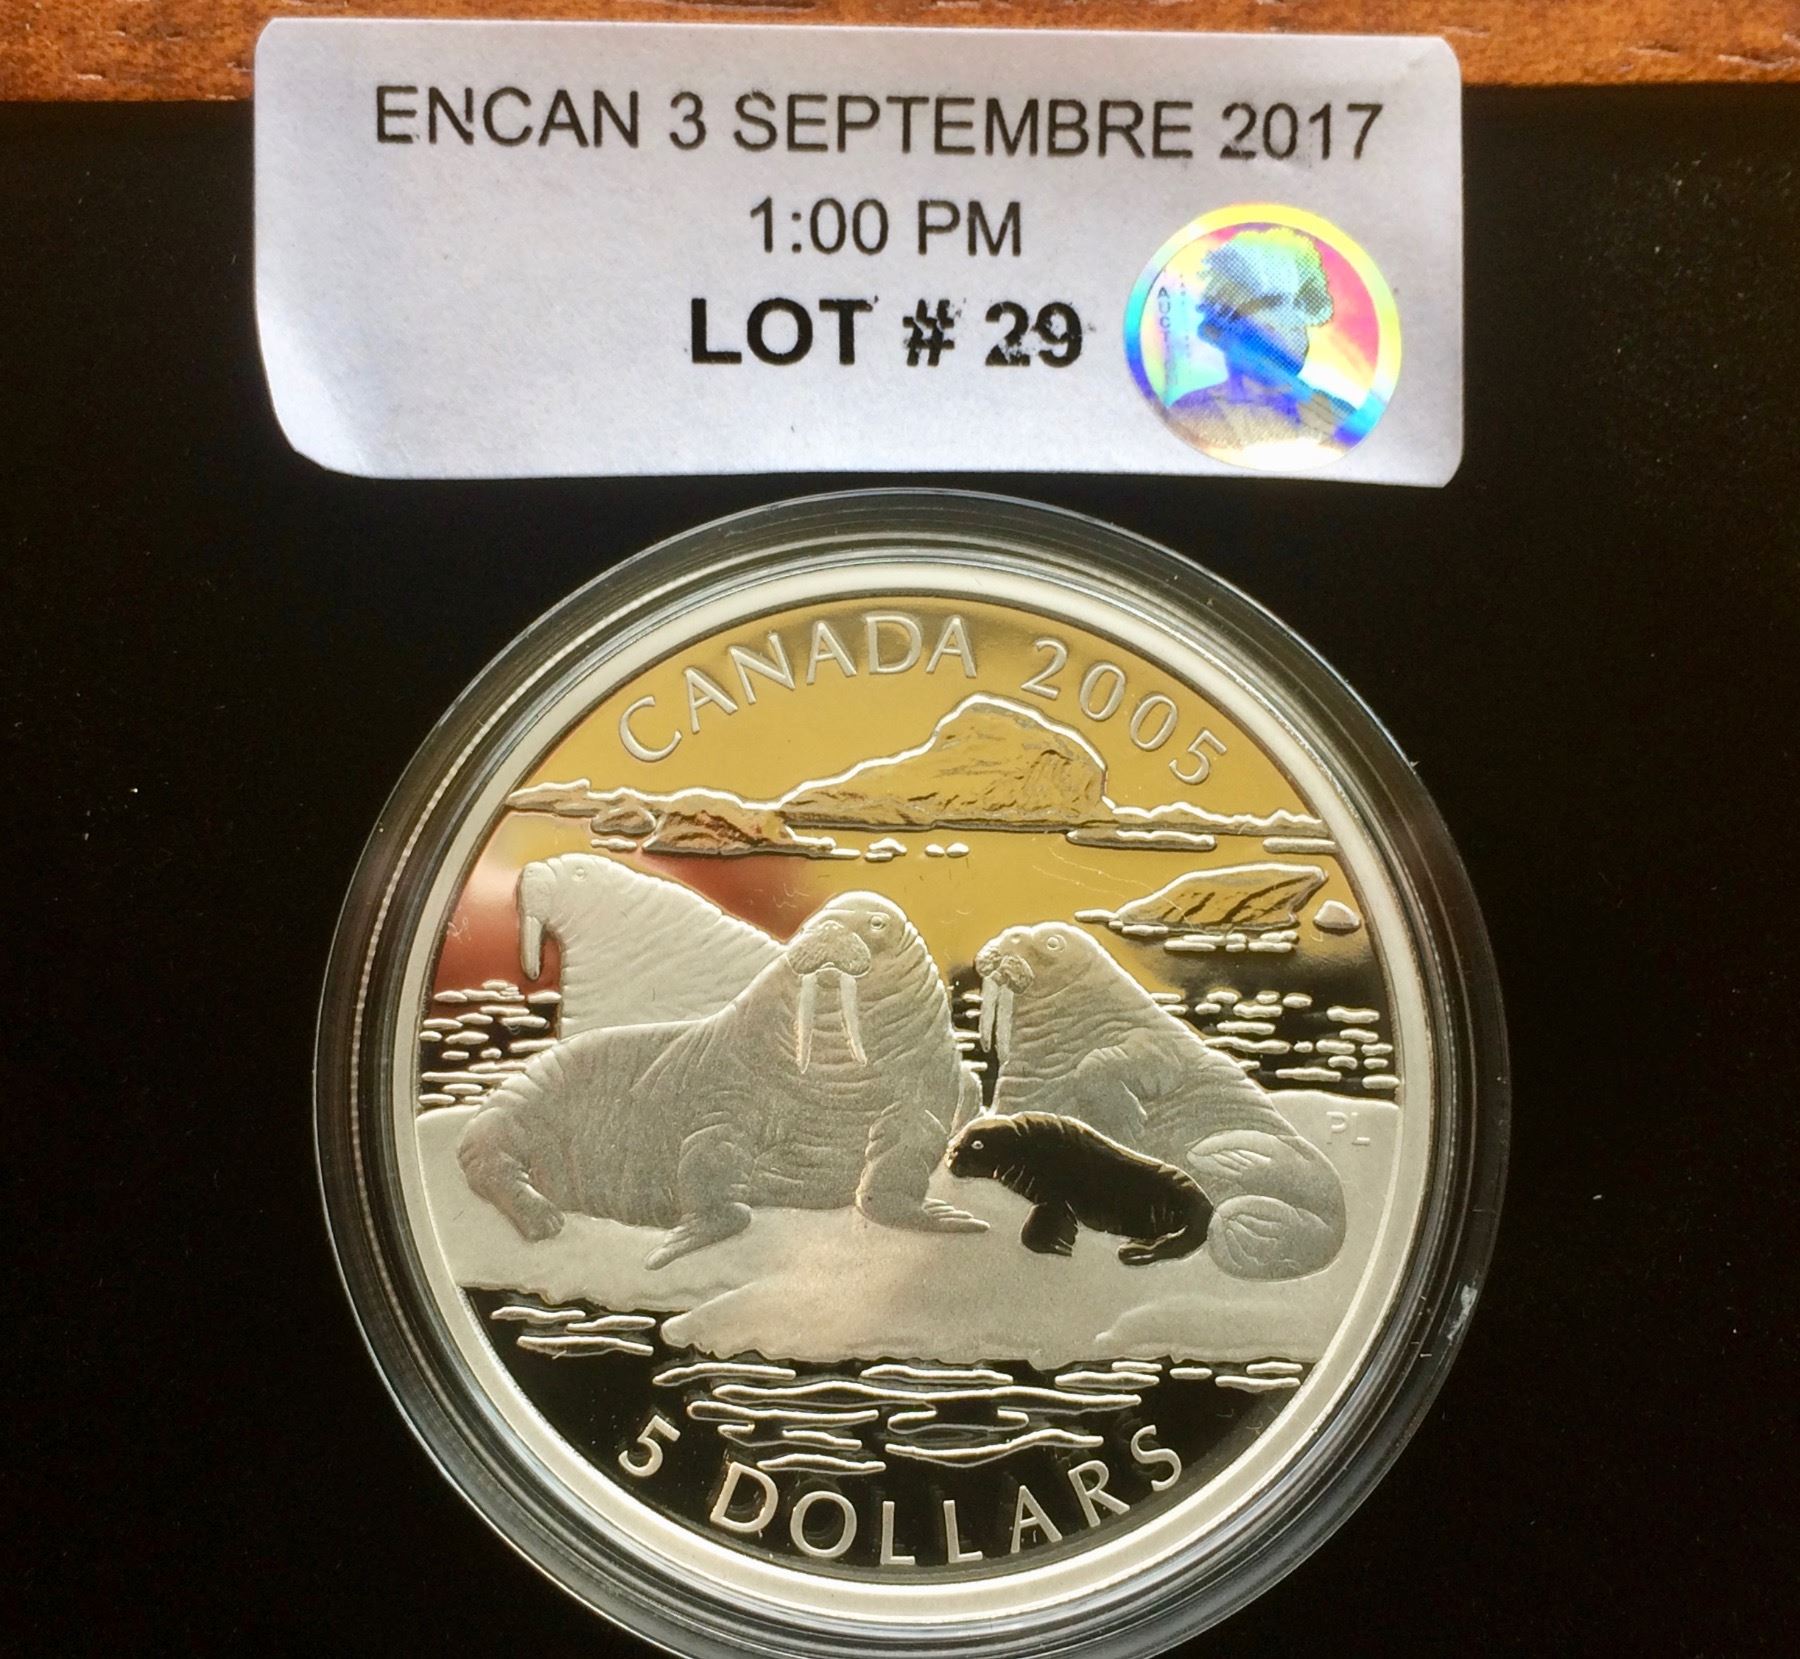 ENCAN 3 SEPTEMBRE 2017
1:00 PM
LOT # 29
CANADA 2005
PL
5 DOLLARS